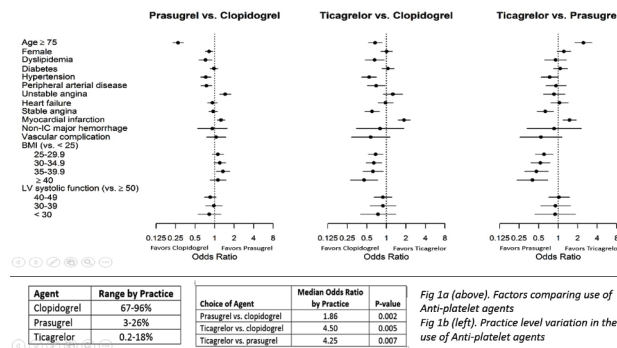 Prasugrel vs. Clopidogrel
Ticagrelor vs. Clopidogrel
Ticagrelor vs. Prasugre
Age ≥ 75
Female
Dyslipidemia
Diabetes
Hypertension
Peripheral arterial disease
Unstable angina
Heart failure
Stable angina
Myocardial infarction
Non-IC major hemorrhage
Vascular complication
BMI (vs. < 25)
25-29.9
30-34.9
35-39.9
≥ 40
LV systolic function (vs. ≥ 50)
40-49
30-39
< 30
0.125 0.25 0.5 1 2 4 8
0.125 0.25 0.5 1 2 4 8
0.125 0.25 0.5 1 2 4 8
Favors Clopidogrel Favors Prasugrel
Favors Clopidogrel Favors Ticagrelor
Favors Prasugrel Favors Ticagrelor
Odds Ratio
Odds Ratio
Odds Ratio
Agent Range by Practice
Clopidogrel 67-96%
Prasugrel 3-26%
Ticagrelor 0.2-18%
Choice of Agent Median Odds Ratio by Practice P-value
Prasugrel vs. clopidogrel 1.86 0.002
Ticagrelor vs. clopidogrel 4.50 0.005
Ticagrelor vs. prasugrel 4.25 0.007
Fig 1a (above). Factors comparing use of
Anti-platelet agents
Fig 1b (left). Practice level variation in the
use of Anti-platelet agents